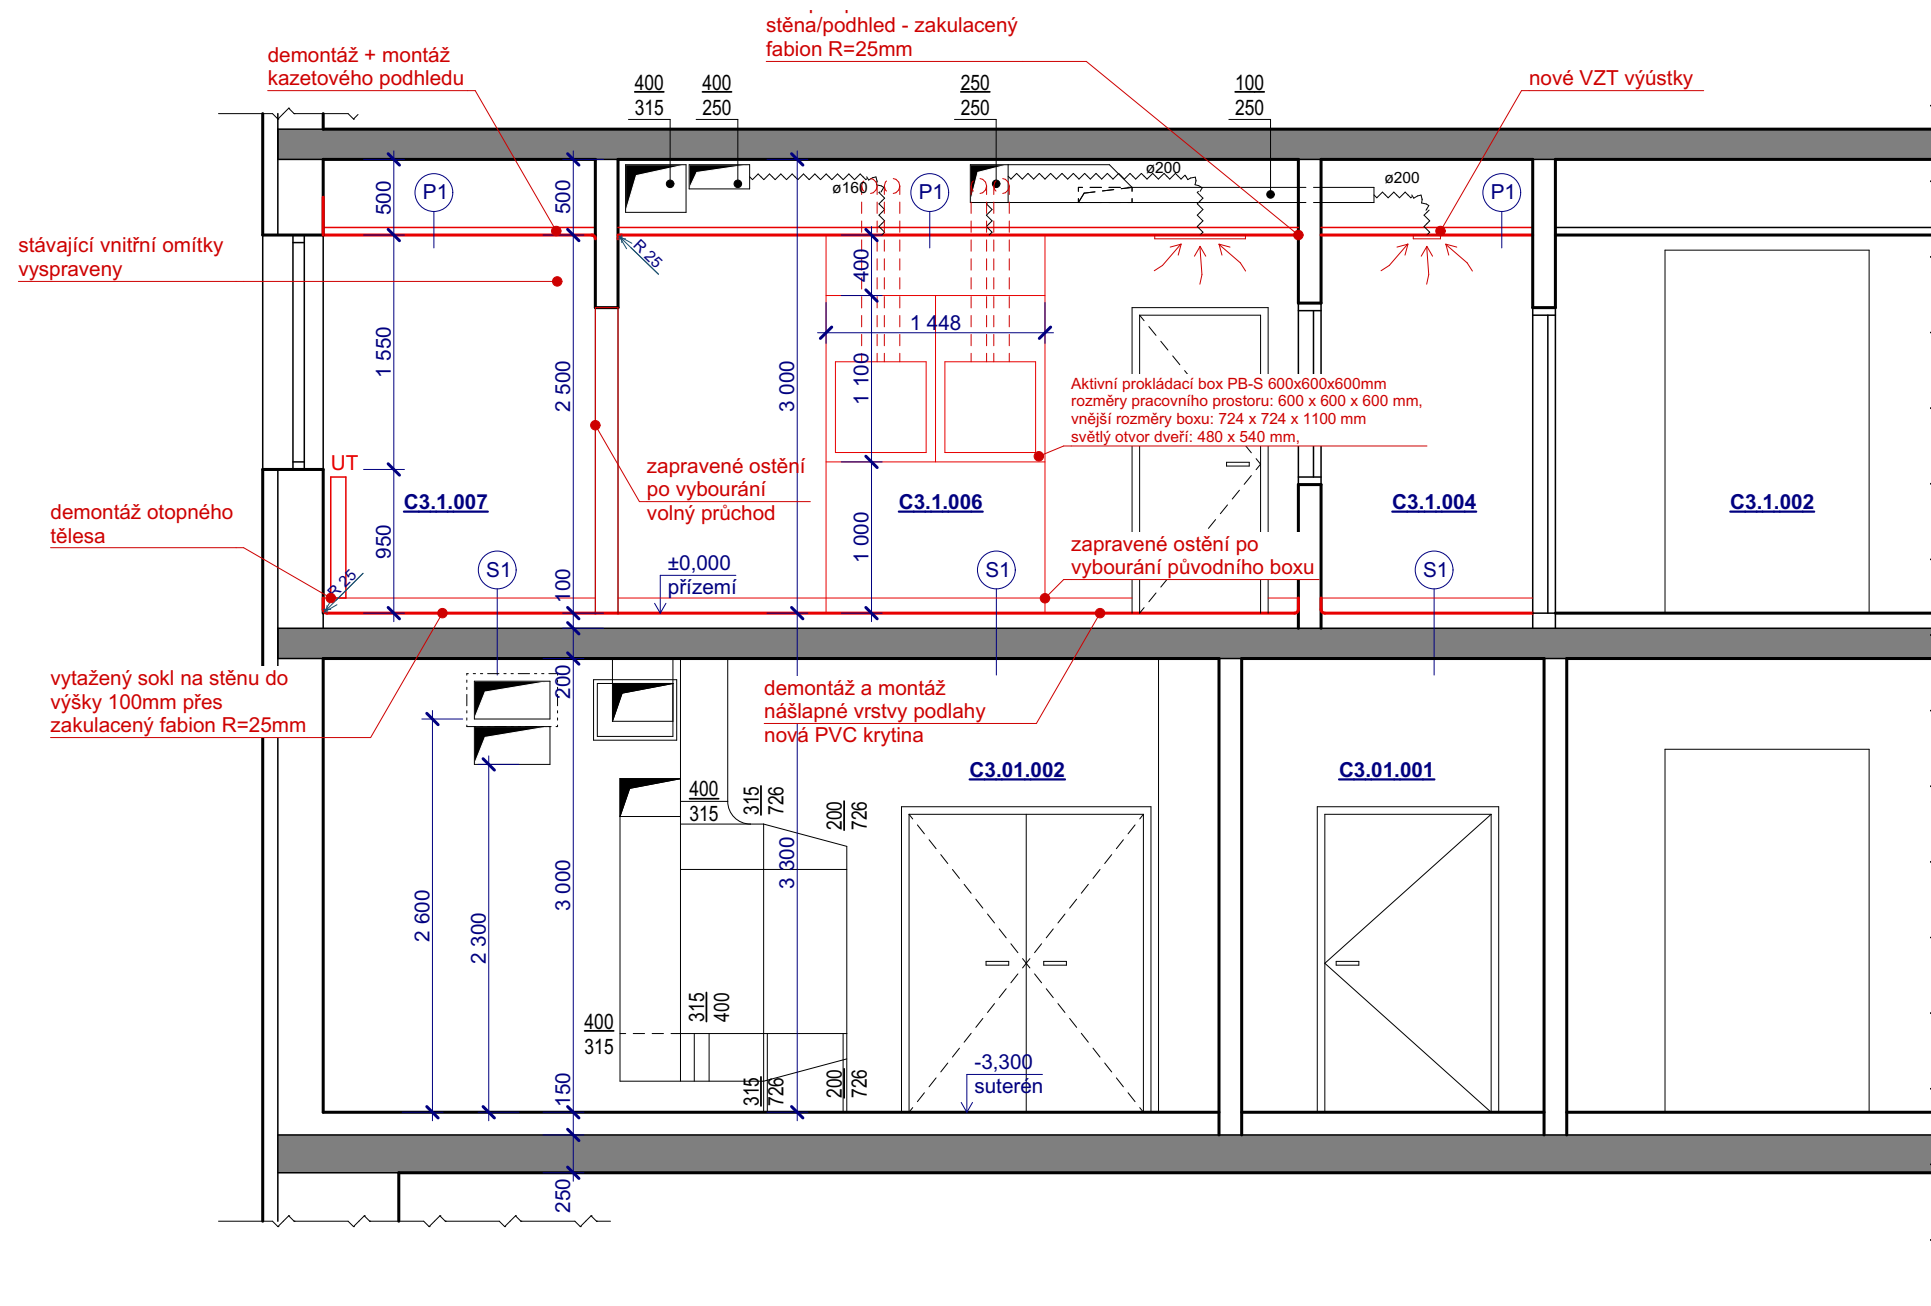 stěna/podhled - zakulacený
fabion R=25mm
demontáž + montáž
kazetového podhledu
nové VZT výústky
400
315
400
250
250
250
100
250
ø160
ø200
ø200
500
500
P1
P1
P1
stávající vnitřní omítky
vyspraveny
R 25
400
1 448
1 550
2 500
3 000
1 100
Aktivní prokládací box PB-S 600x600x600mm
rozměry pracovního prostoru: 600 x 600 x 600 mm,
vnější rozměry boxu: 724 x 724 x 1100 mm
světlý otvor dveří: 480 x 540 mm,
UT
zapravené ostění
po vybourání
volný průchod
C3.1.007
C3.1.006
C3.1.004
C3.1.002
demontáž otopného
tělesa
950
1 000
zapravené ostění po
vybourání původního boxu
±0,000
přízemí
S1
S1
S1
R 25
100
vytažený sokl na stěnu do
výšky 100mm přes
zakulacený fabion R=25mm
200
demontáž a montáž
nášlapné vrstvy podlahy
nová PVC krytina
C3.01.002
C3.01.001
400
315
315
726
200
726
2 600
2 300
3 000
3 300
315
400
400
315
-3,300
suterén
150
315
726
200
726
250